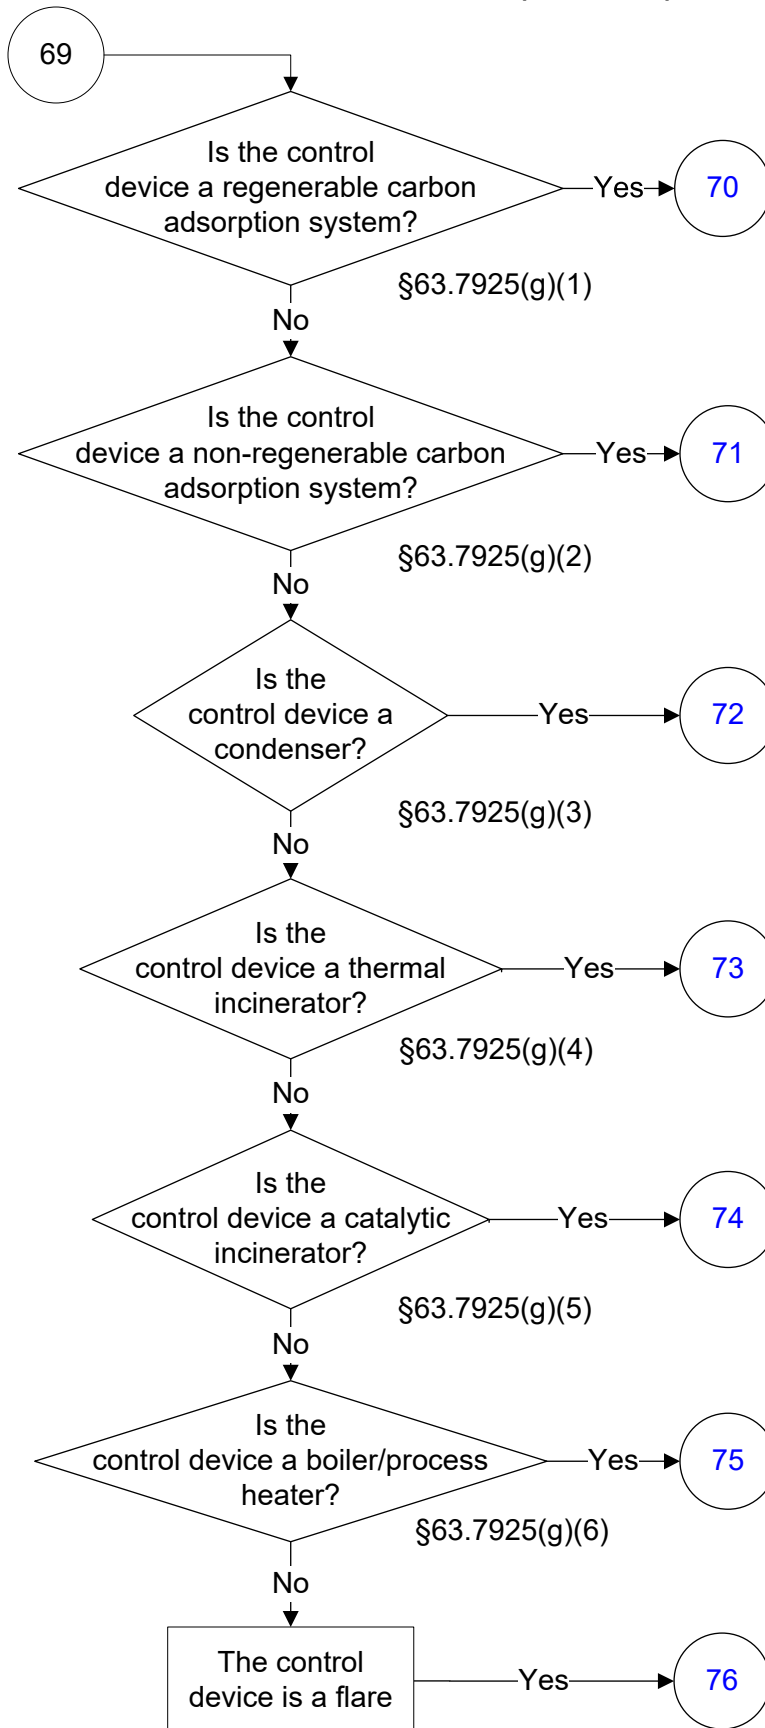 69
Is the control
device a regenerable carbon
adsorption system?
Yes
70
§63.7925(g)(1)
No
Is the control
device a non-regenerable carbon
adsorption system?
Yes
71
§63.7925(g)(2)
No
Is the
control device a
condenser?
Yes
72
§63.7925(g)(3)
No
Is the
control device a thermal
incinerator?
Yes
73
§63.7925(g)(4)
No
Is the
control device a catalytic
incinerator?
Yes
74
§63.7925(g)(5)
No
Is the
control device a boiler/process
heater?
Yes
75
§63.7925(g)(6)
No
The control
device is a flare
Yes
76